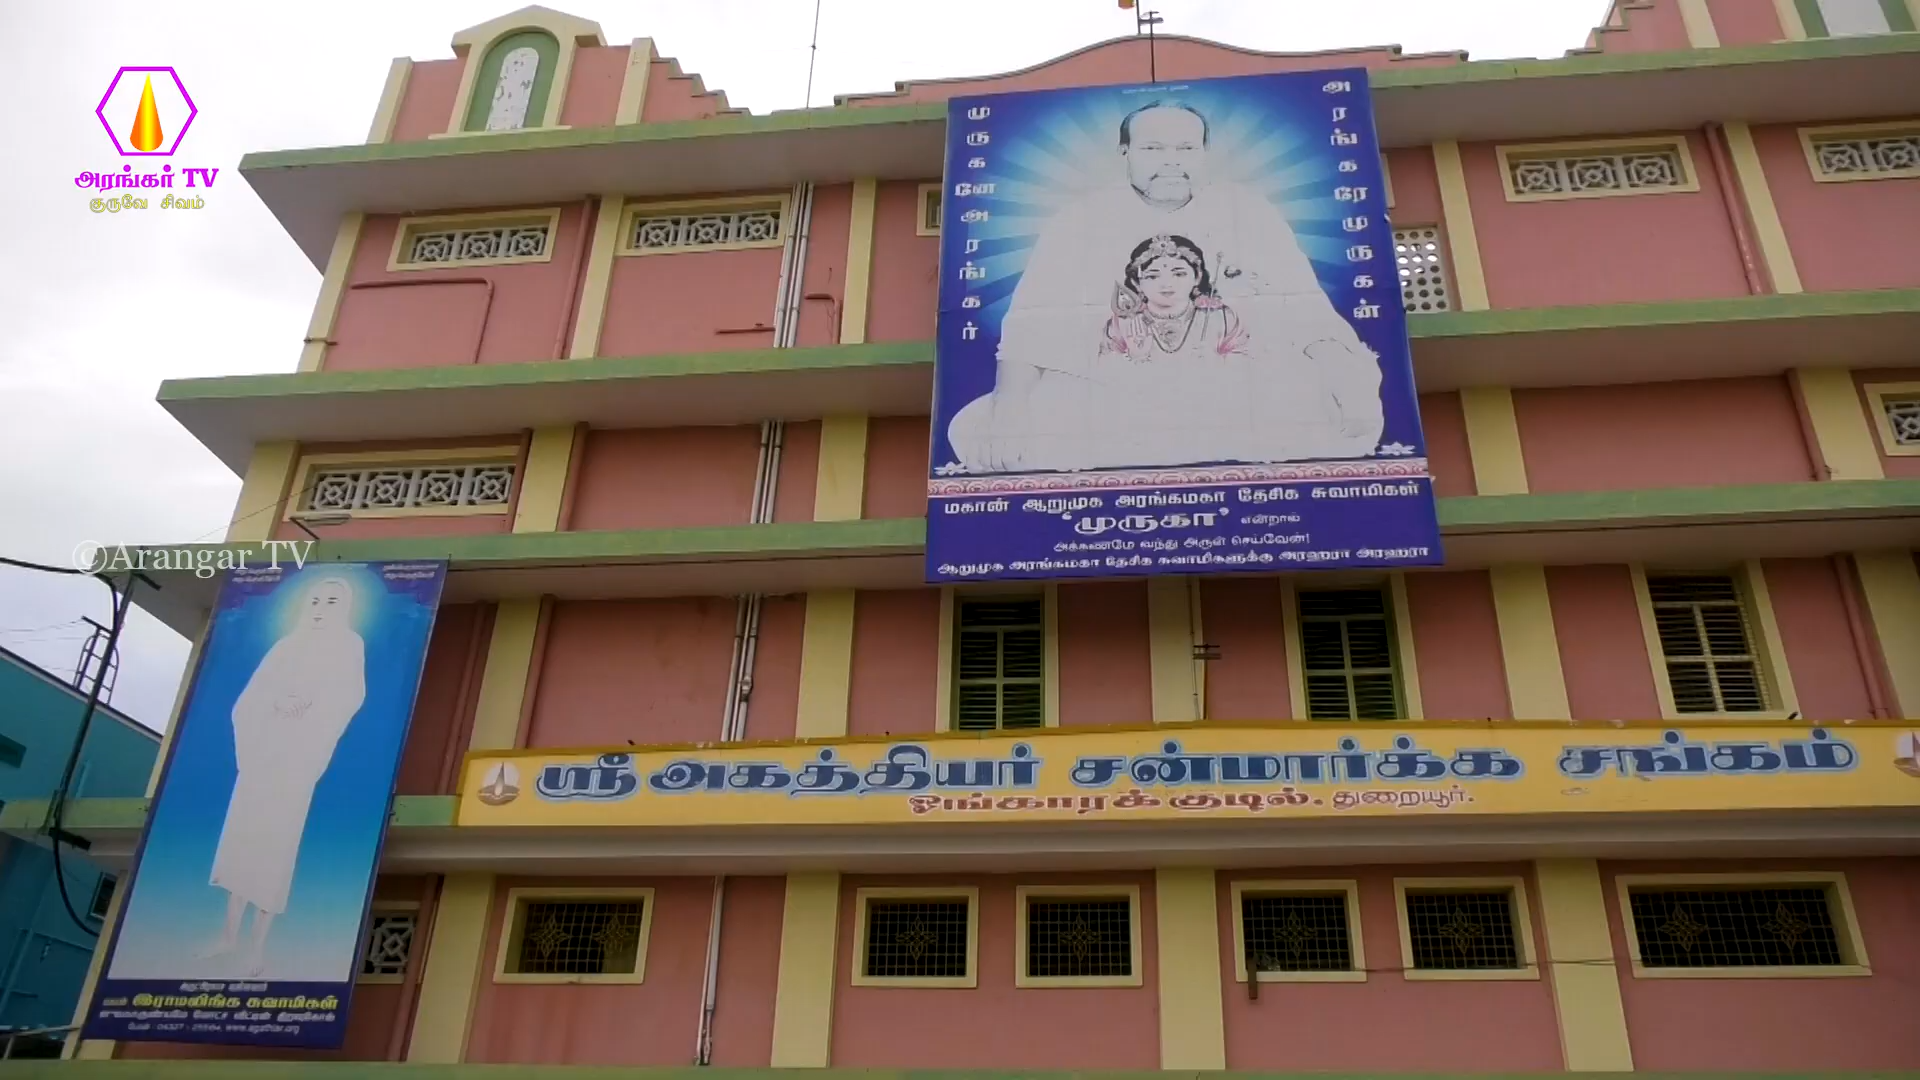 அரங்கர் TV
குருவே சிவம்
©Arangar TV
முருகனே அரங்கர்
அரங்கரே முருகன்
மகான் ஆறுமுக அரங்கமகா தேசிக சுவாமிகள்
‘முருகா’ என்றால்
அக்கணமே வந்து அருள் செய்வேன்!
ஆறுமுக அரங்கமகா தேசிக சுவாமிகளுக்கு அரஹரா அரஹரா
ஸ்ரீ அகத்தியர் சன்மார்க்க சங்கம்
ஓங்காரக்குடில். துறையூர்.
இராமலிங்க சுவாமிகள்